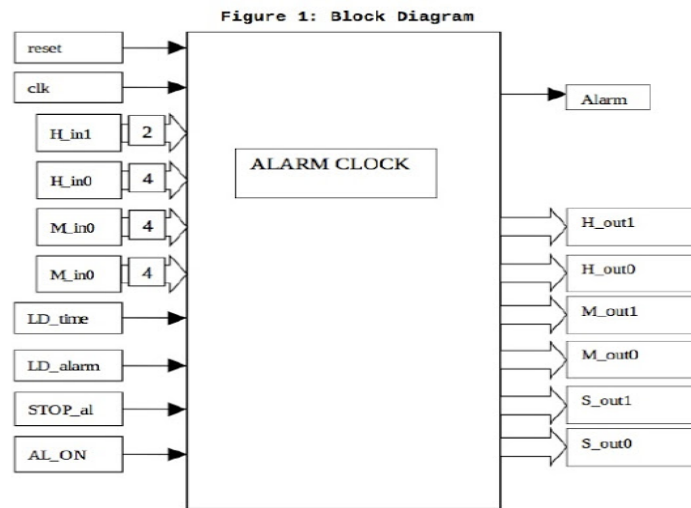 Figure 1: Block Diagram
reset
clk
H_in1 2
H_in0 4
M_in0 4
M_in0 4
LD_time
LD_alarm
STOP_al
AL_ON
ALARM CLOCK
Alarm
H_out1
H_out0
M_out1
M_out0
S_out1
S_out0